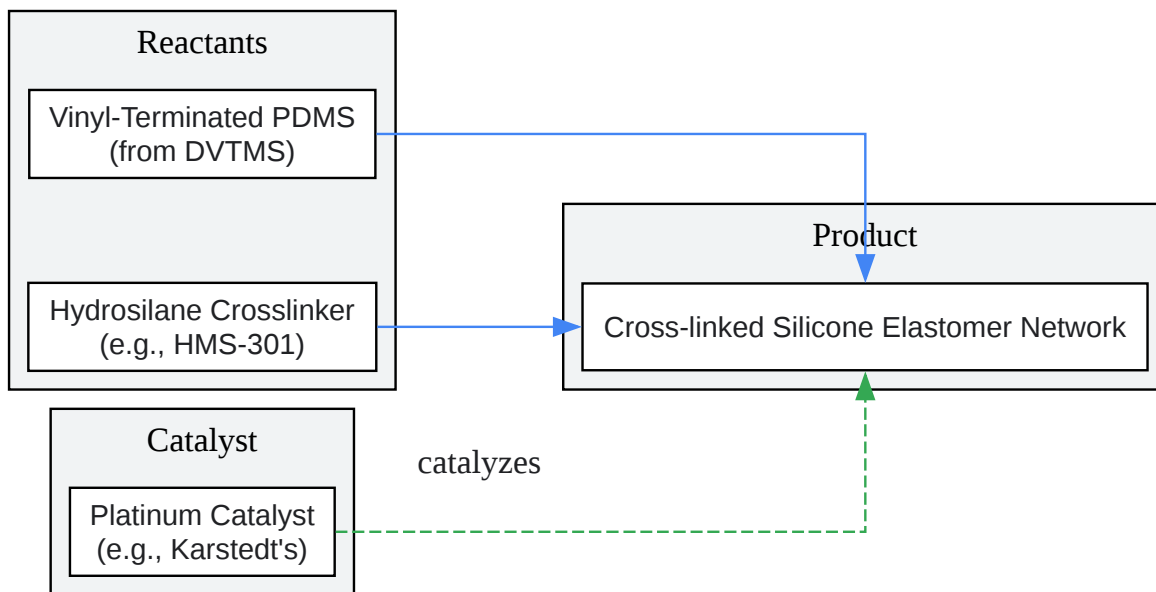 Reactants
Vinyl-Terminated PDMS
(from DVTMS)
Hydrosilane Crosslinker
(e.g., HMS-301)
Product
Cross-linked Silicone Elastomer Network
Catalyst
catalyzes
Platinum Catalyst
(e.g., Karstedt's)